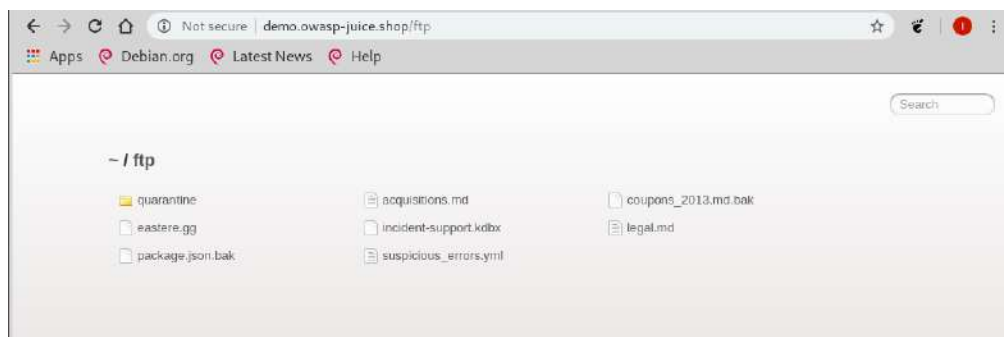 Not secure | demo.owasp-juice.shop/ftp
Apps Debian.org Latest News Help
Search
~ / ftp
quarantine acquisitions.md coupons_2013.md.bak
eastere.gg incident-support.kdbx legal.md
package.json.bak suspicious_errors.yml